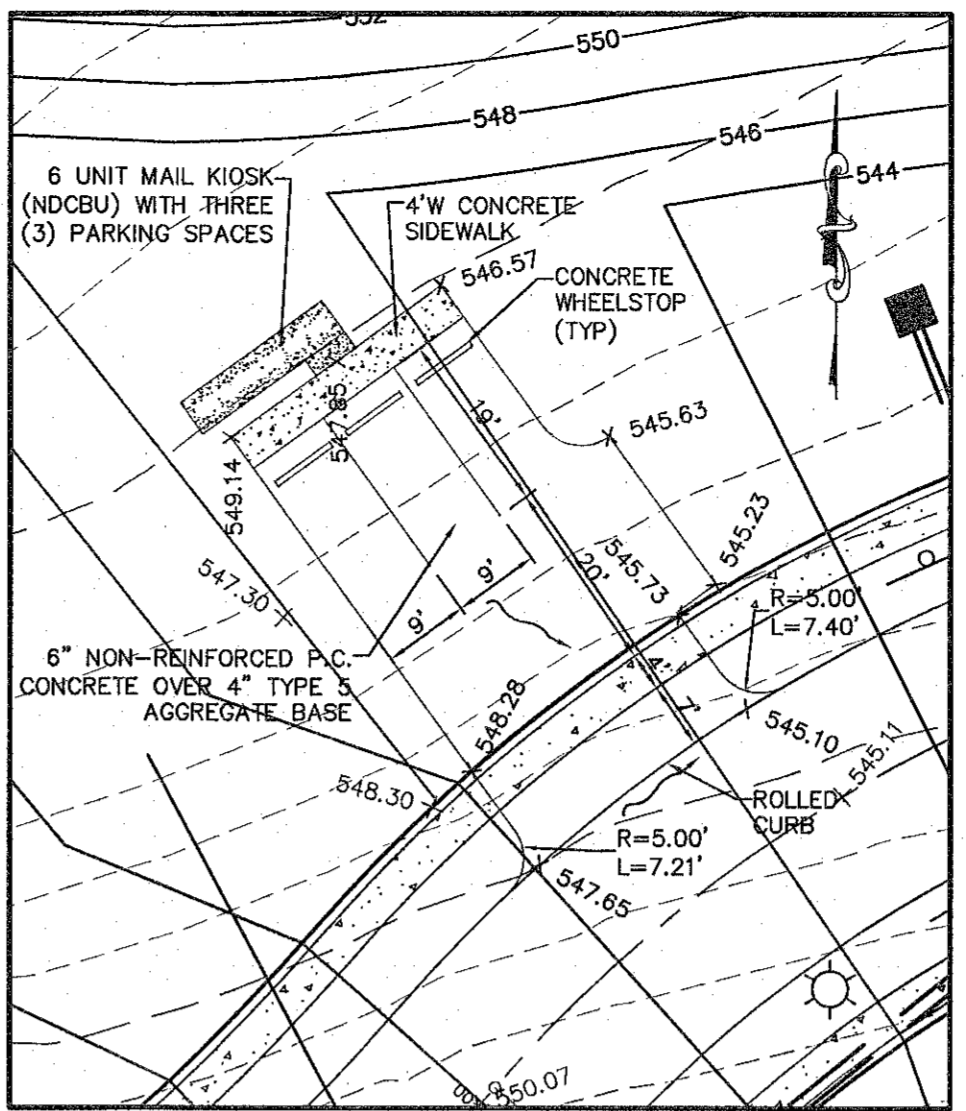 550
548
546
544
6 UNIT MAIL KIOSK
(NDCBU) WITH THREE
(3) PARKING SPACES
4'W CONCRETE
SIDEWALK
546.57
CONCRETE
WHEELSTOP
(TYP)
19'
547.85
545.63
549.14
547.30
9'
9'
20'
545.73
545.23
R=5.00'
L=7.40'
6" NON-REINFORCED P.C.
CONCRETE OVER 4" TYPE 5
AGGREGATE BASE
4'
7'
548.28
545.10
545.11
548.30
ROLLED
CURB
R=5.00'
L=7.21'
547.65
550.07